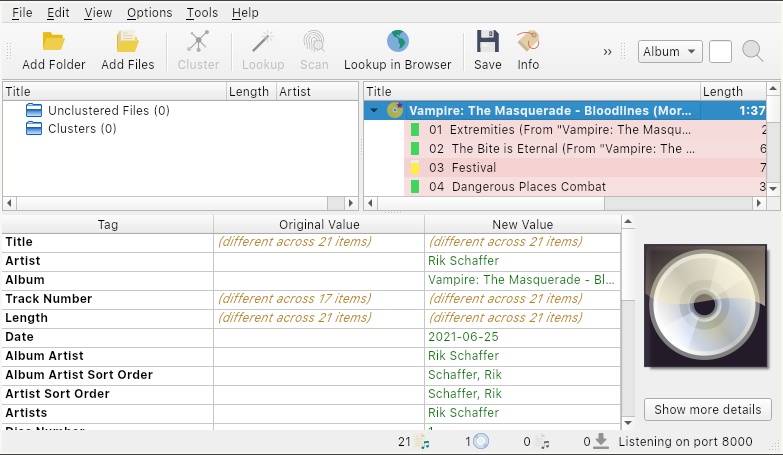 File Edit View Options Tools Help
Add Folder Add Files Cluster Lookup Scan Lookup in Browser Save Info » Album
Title Length Artist
Unclustered Files (0)
Clusters (0)
Title Length
Vampire: The Masquerade - Bloodlines (Mor... 1:37
01 Extremities (From "Vampire: The Masqu... 2
02 The Bite is Eternal (From "Vampire: The ... 6
03 Festival 7
04 Dangerous Places Combat 3
Tag Original Value New Value
Title (different across 21 items) (different across 21 items)
Artist Rik Schaffer
Album Vampire: The Masquerade - Bl...
Track Number (different across 17 items) (different across 21 items)
Length (different across 21 items) (different across 21 items)
Date 2021-06-25
Album Artist Rik Schaffer
Album Artist Sort Order Schaffer, Rik
Artist Sort Order Schaffer, Rik
Artists Rik Schaffer
Disc Number 1
Show more details
21 1 0 0 Listening on port 8000